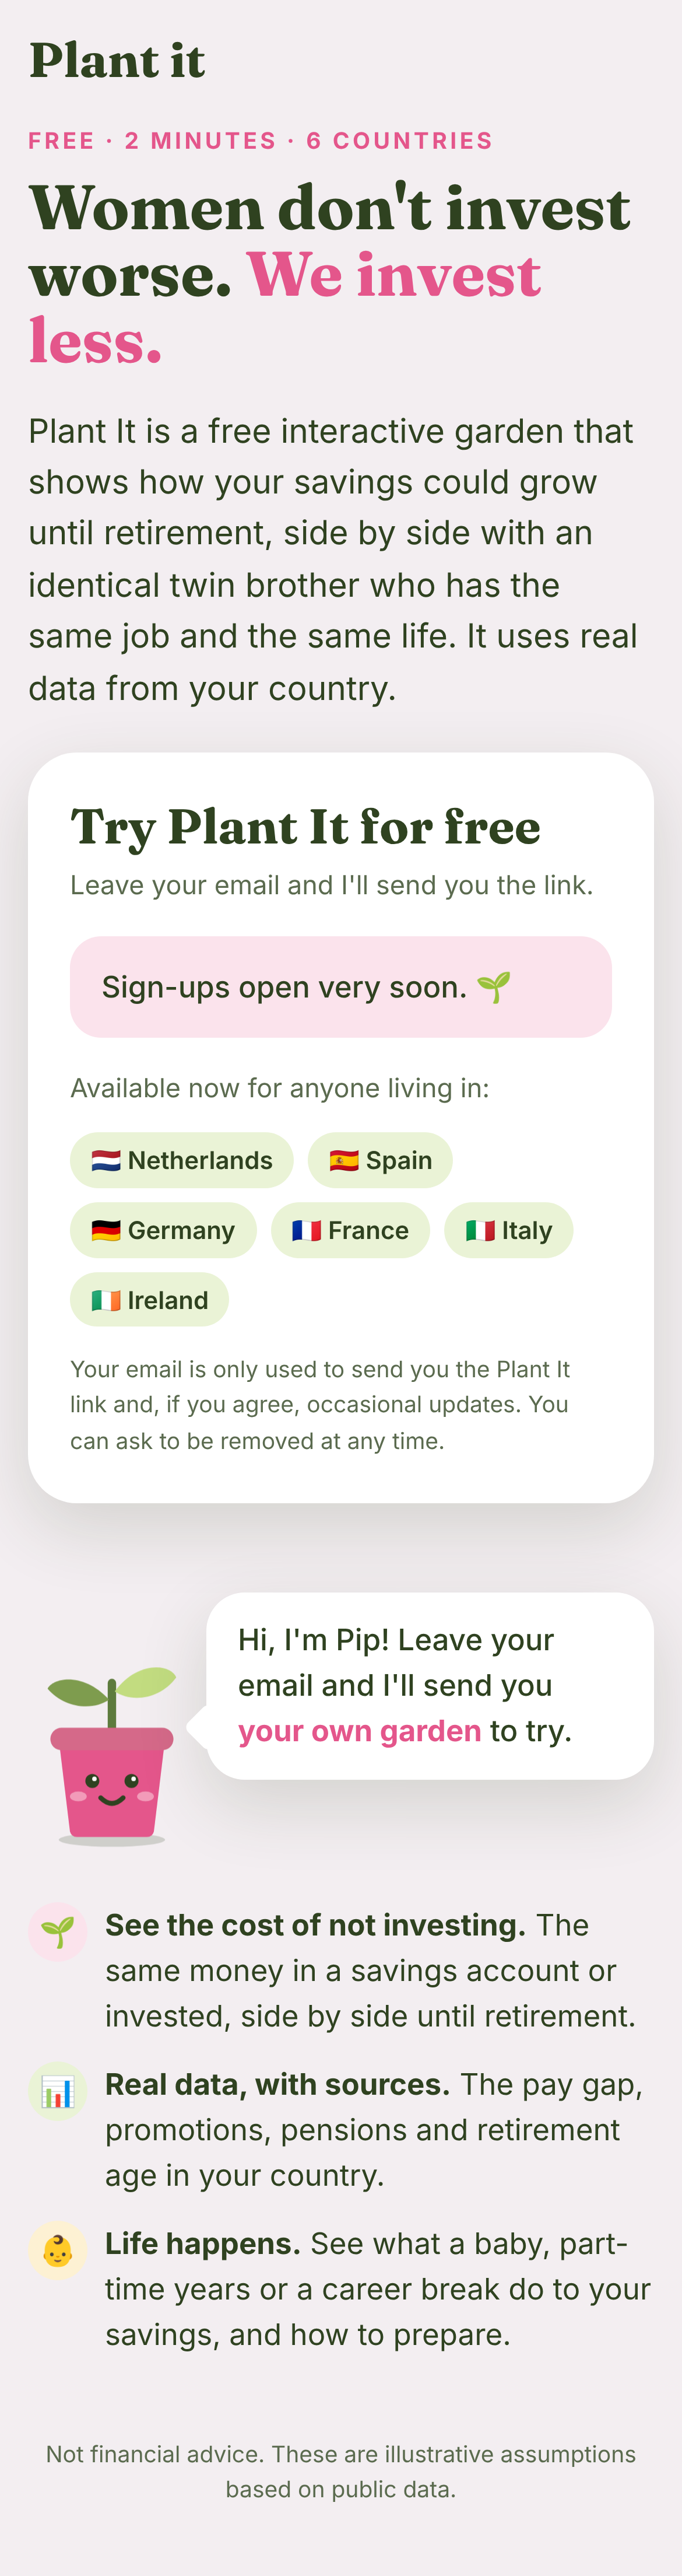 Plant it
FREE · 2 MINUTES · 6 COUNTRIES
Women don't invest
worse. We invest
less.
Plant It is a free interactive garden that
shows how your savings could grow
until retirement, side by side with an
identical twin brother who has the
same job and the same life. It uses real
data from your country.
Try Plant It for free
Leave your email and I'll send you the link.
Sign-ups open very soon. 🌱
Available now for anyone living in:
🇳🇱 Netherlands 🇪🇸 Spain
🇩🇪 Germany 🇫🇷 France 🇮🇹 Italy
🇮🇪 Ireland
Your email is only used to send you the Plant It
link and, if you agree, occasional updates. You
can ask to be removed at any time.
Hi, I'm Pip! Leave your
email and I'll send you
your own garden to try.
See the cost of not investing. The
same money in a savings account or
invested, side by side until retirement.
Real data, with sources. The pay gap,
promotions, pensions and retirement
age in your country.
Life happens. See what a baby, part-
time years or a career break do to your
savings, and how to prepare.
Not financial advice. These are illustrative assumptions
based on public data.